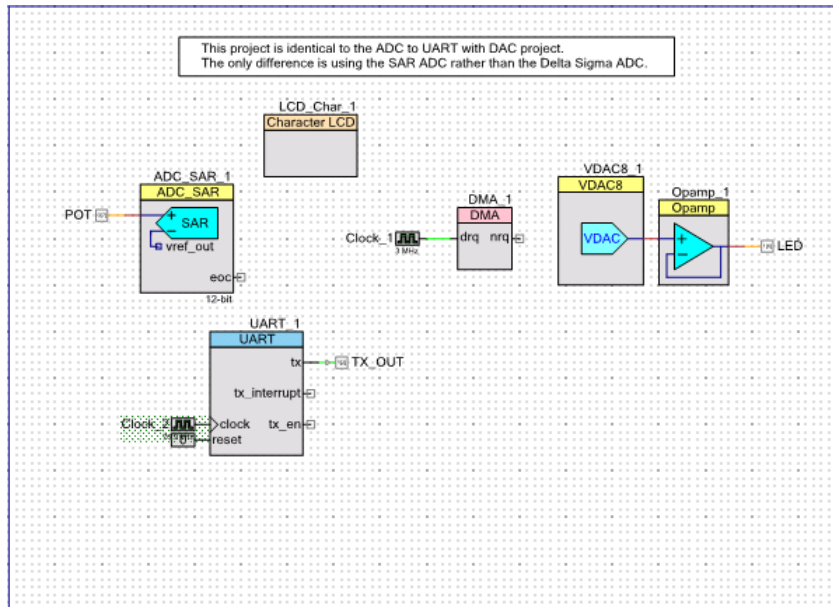 This project is identical to the ADC to UART with DAC project.
The only difference is using the SAR ADC rather than the Delta Sigma ADC.
LCD_Char_1
Character LCD
ADC_SAR_1
ADC_SAR
POT
+
SAR
−
vref_out
eoc
12-bit
Clock_1
3 MHz
DMA_1
DMA
drq nrq
VDAC8_1
VDAC8
VDAC
Opamp_1
Opamp
+
−
LED
UART_1
UART
tx
TX_OUT
tx_interrupt
Clock_2
clock
tx_en
0
reset